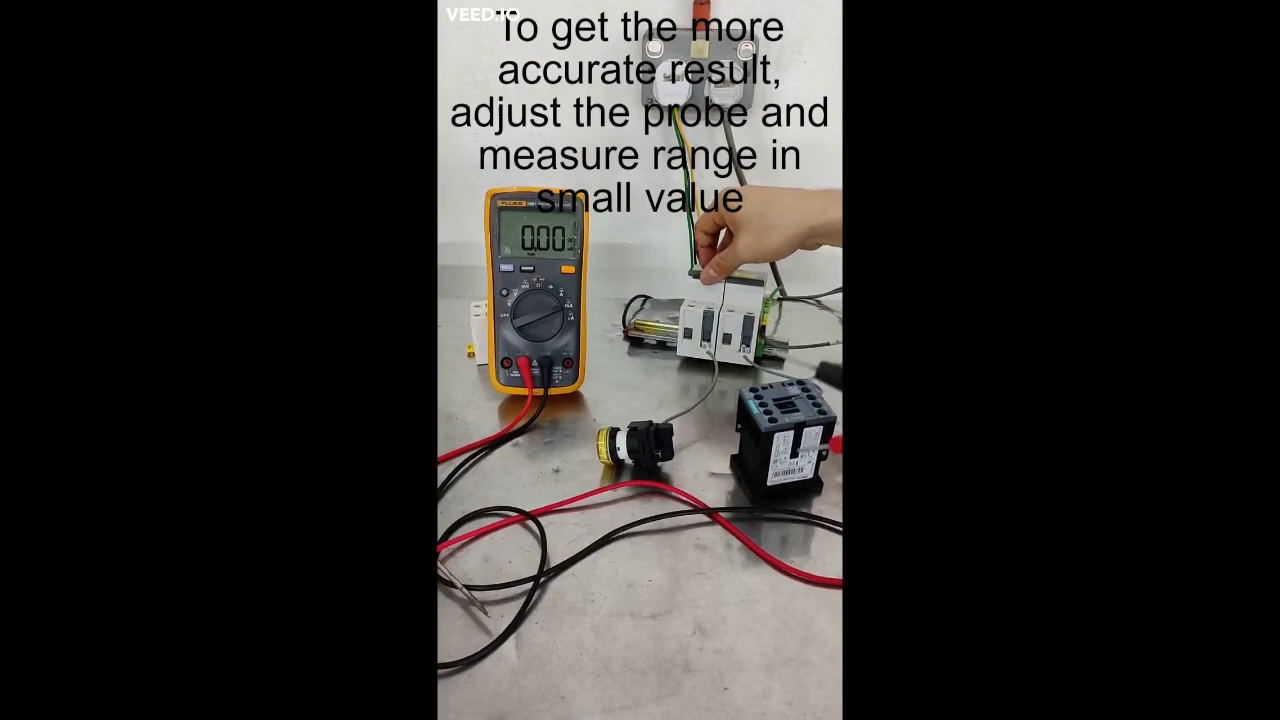 VEED.IO
To get the more
accurate result,
adjust the probe and
measure range in
small value
FLUKE
0.00
OFF